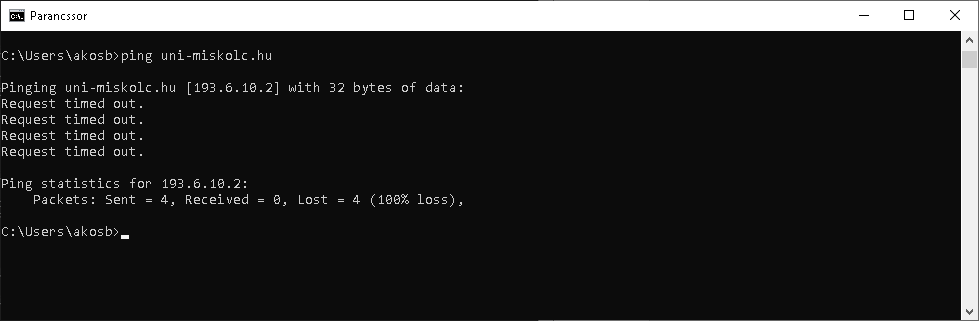 Parancssor
C:\Users\akosb>ping uni-miskolc.hu
Pinging uni-miskolc.hu [193.6.10.2] with 32 bytes of data:
Request timed out.
Request timed out.
Request timed out.
Request timed out.
Ping statistics for 193.6.10.2:
    Packets: Sent = 4, Received = 0, Lost = 4 (100% loss),
C:\Users\akosb>